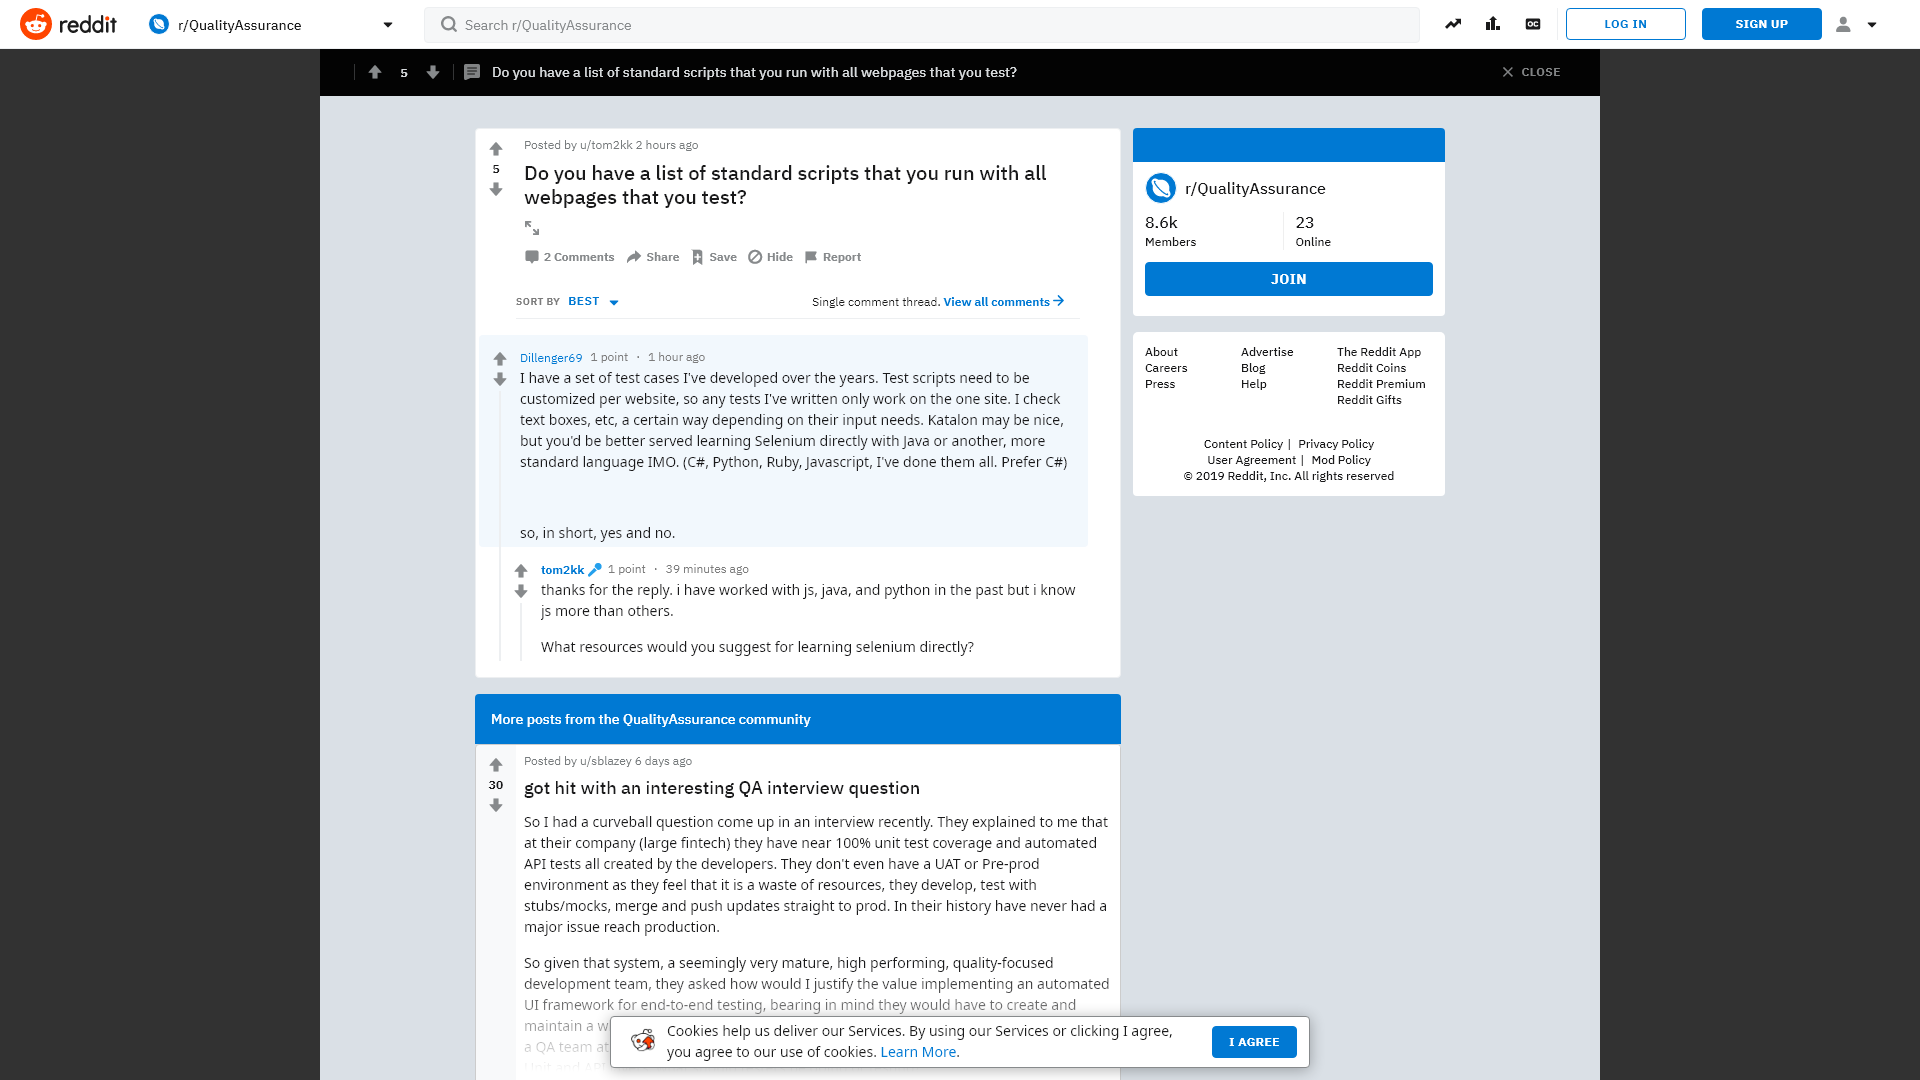 reddit
r/QualityAssurance
Search r/QualityAssurance
OC
LOG IN
SIGN UP
5
Do you have a list of standard scripts that you run with all webpages that you test?
CLOSE
Posted by u/tom2kk 2 hours ago
5
Do you have a list of standard scripts that you run with all
webpages that you test?
2 Comments
Share
Save
Hide
Report
SORT BY BEST
Single comment thread. View all comments
Dillenger69 1 point · 1 hour ago
I have a set of test cases I've developed over the years. Test scripts need to be
customized per website, so any tests I've written only work on the one site. I check
text boxes, etc, a certain way depending on their input needs. Katalon may be nice,
but you'd be better served learning Selenium directly with Java or another, more
standard language IMO. (C#, Python, Ruby, Javascript, I've done them all. Prefer C#)
so, in short, yes and no.
tom2kk 1 point · 39 minutes ago
thanks for the reply. i have worked with js, java, and python in the past but i know
js more than others.
What resources would you suggest for learning selenium directly?
More posts from the QualityAssurance community
Posted by u/sblazey 6 days ago
30
got hit with an interesting QA interview question
So I had a curveball question come up in an interview recently. They explained to me that
at their company (large fintech) they have near 100% unit test coverage and automated
API tests all created by the developers. They don't even have a UAT or Pre-prod
environment as they feel that it is a waste of resources, they develop, test with
stubs/mocks, merge and push updates straight to prod. In their history have never had a
major issue reach production.
So given that system, a seemingly very mature, high performing, quality-focused
development team, they asked how would I justify the value implementing an automated
UI framework for end-to-end testing, bearing in mind they would have to create and
maintain a w
a QA team at
Unit and API
r/QualityAssurance
8.6k
Members
23
Online
JOIN
About
Careers
Press
Advertise
Blog
Help
The Reddit App
Reddit Coins
Reddit Premium
Reddit Gifts
Content Policy | Privacy Policy
User Agreement | Mod Policy
© 2019 Reddit, Inc. All rights reserved
Cookies help us deliver our Services. By using our Services or clicking I agree,
you agree to our use of cookies. Learn More.
I AGREE